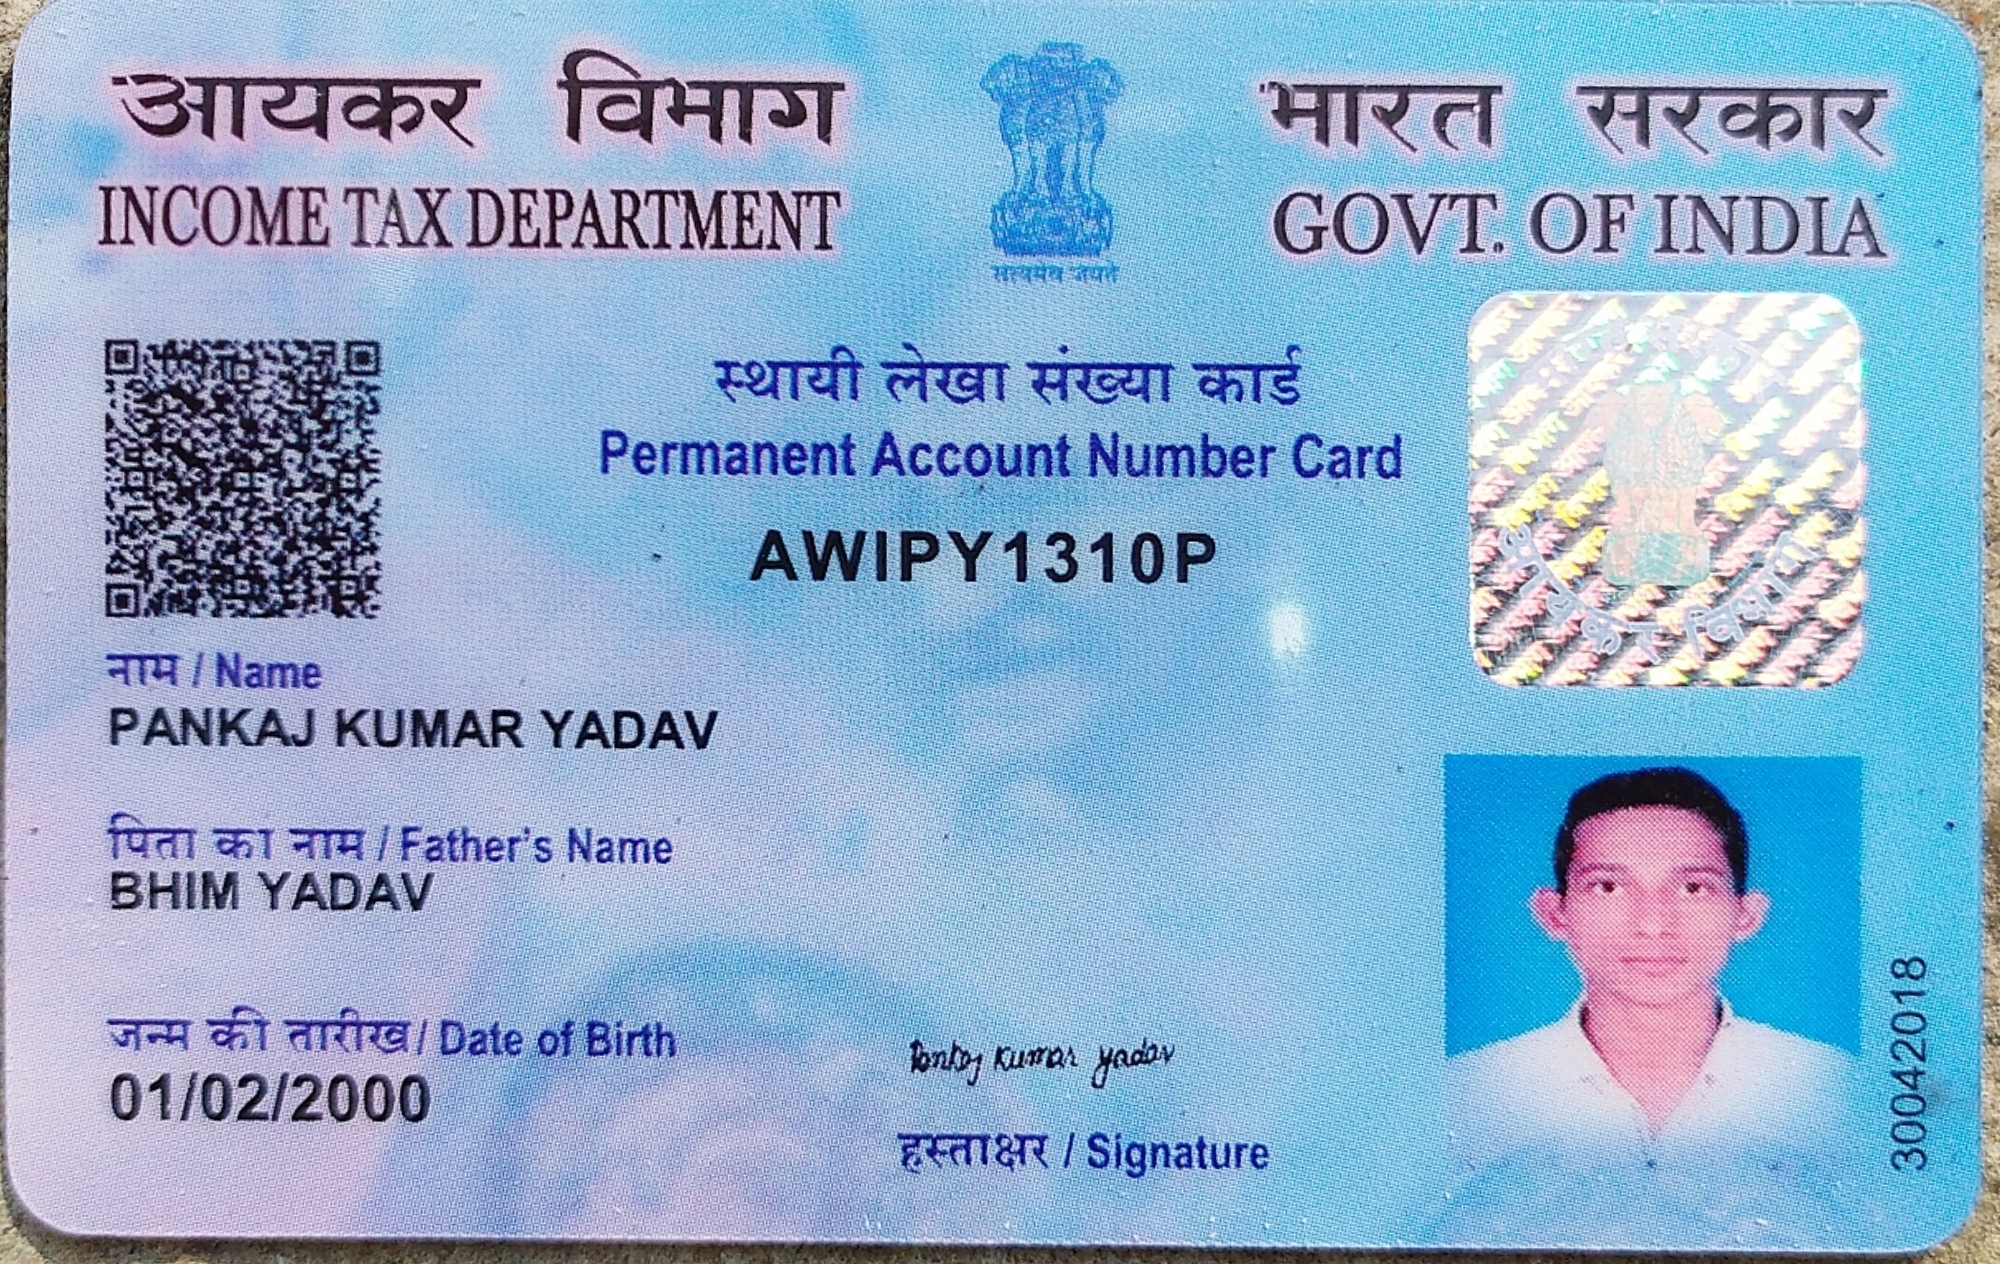 आयकर विभाग
INCOME TAX DEPARTMENT
सत्यमेव जयते
भारत सरकार
GOVT. OF INDIA
स्थायी लेखा संख्या कार्ड
Permanent Account Number Card
AWIPY1310P
आयकर विभाग
नाम / Name
PANKAJ KUMAR YADAV
पिता का नाम / Father's Name
BHIM YADAV
जन्म की तारीख / Date of Birth
01/02/2000
Pankaj Kumar yadav
हस्ताक्षर / Signature
30042018